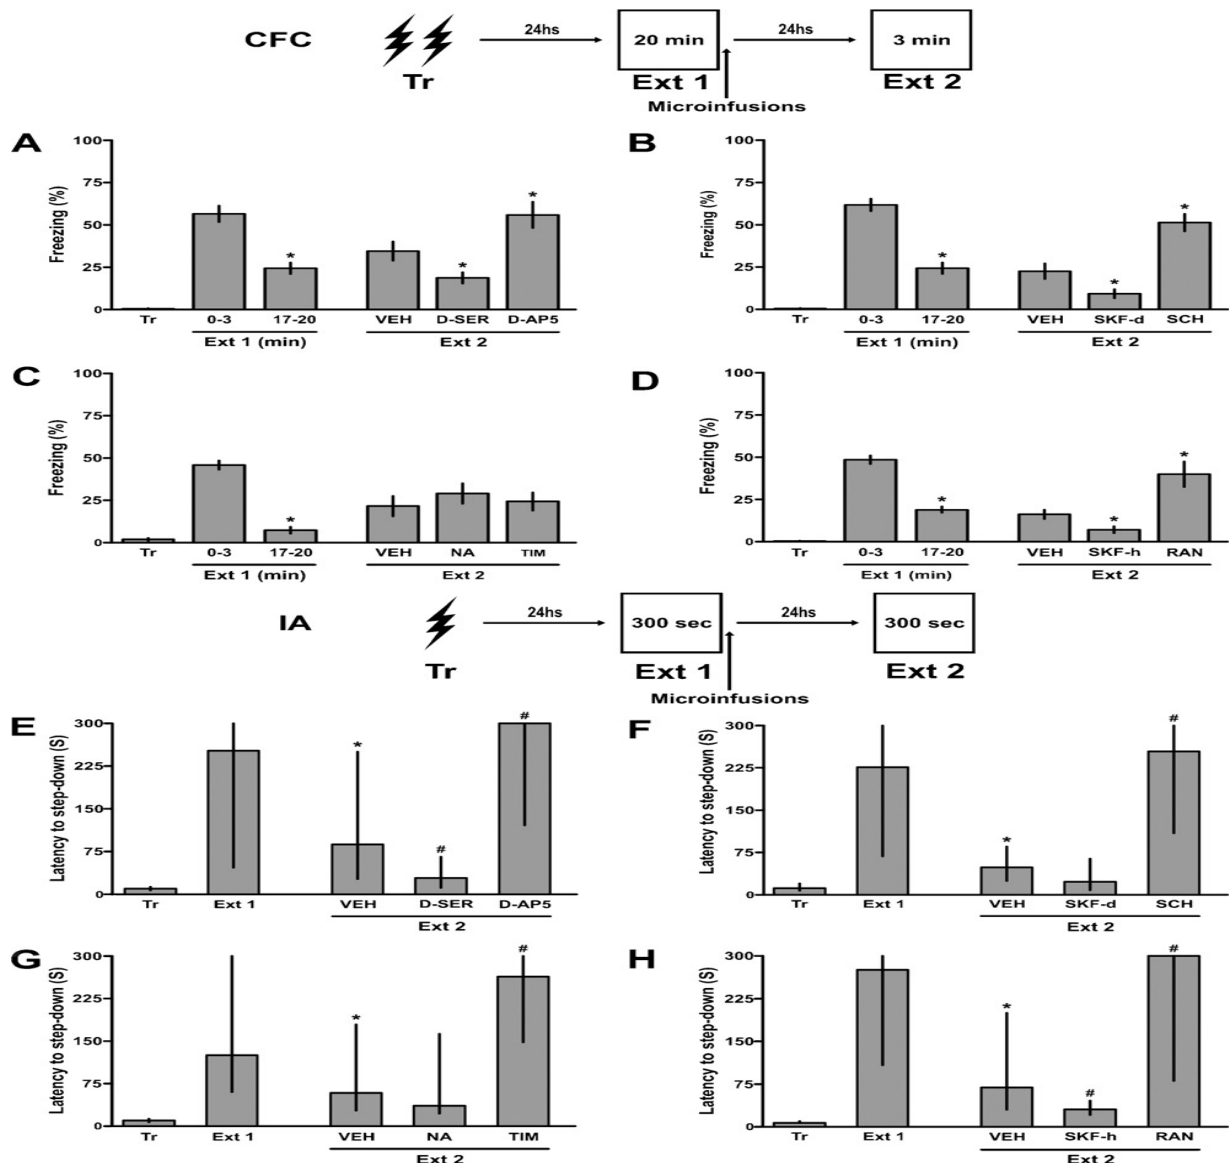 CFC
24hs
20 min
24hs
3 min
Tr
Ext 1
Ext 2
Microinfusions
A
Freezing (%)
100
75
50
25
0
*
*
*
Tr
0-3
17-20
VEH
D-SER
D-AP5
Ext 1 (min)
Ext 2
B
Freezing (%)
100
75
50
25
0
*
*
*
Tr
0-3
17-20
VEH
SKF-d
SCH
Ext 1 (min)
Ext 2
C
Freezing (%)
100
75
50
25
0
*
Tr
0-3
17-20
VEH
NA
TIM
Ext 1 (min)
Ext 2
D
Freezing (%)
100
75
50
25
0
*
*
*
Tr
0-3
17-20
VEH
SKF-h
RAN
Ext 1 (min)
Ext 2
IA
24hs
300 sec
24hs
300 sec
Tr
Ext 1
Ext 2
Microinfusions
E
Latency to step-down (S)
300
225
150
75
0
*
#
#
Tr
Ext 1
VEH
D-SER
D-AP5
Ext 2
F
Latency to step-down (S)
300
225
150
75
0
*
#
Tr
Ext 1
VEH
SKF-d
SCH
Ext 2
G
Latency to step-down (S)
300
225
150
75
0
*
#
Tr
Ext 1
VEH
NA
TIM
Ext 2
H
Latency to step-down (S)
300
225
150
75
0
*
#
#
Tr
Ext 1
VEH
SKF-h
RAN
Ext 2